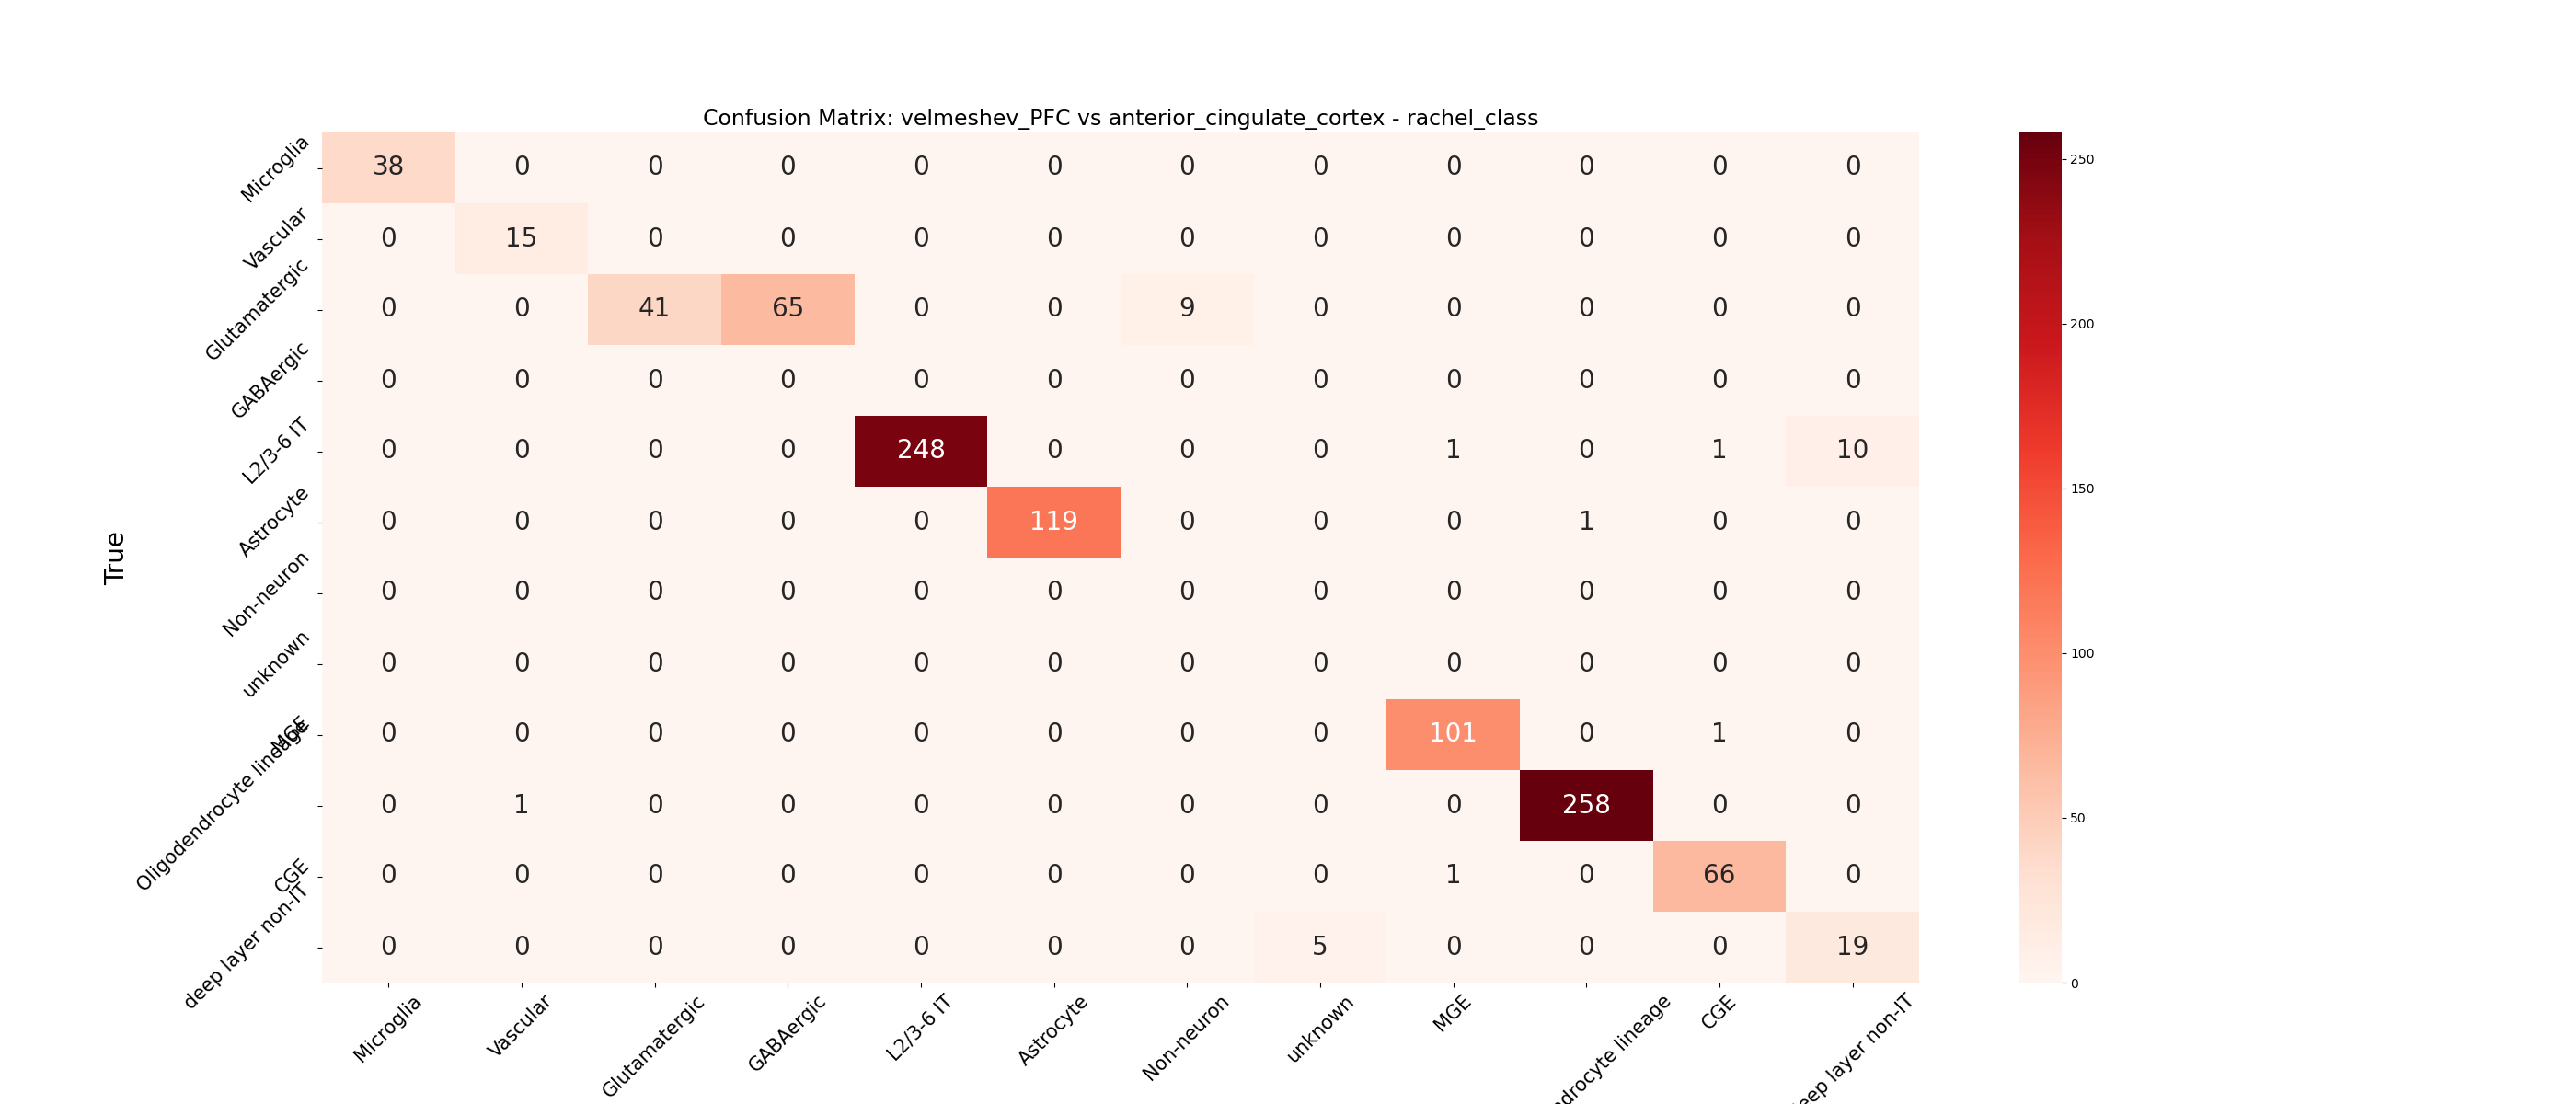 Confusion Matrix: velmeshev_PFC vs anterior_cingulate_cortex - rachel_class
True
Microglia 38 0 0 0 0 0 0 0 0 0 0 0
Vascular 0 15 0 0 0 0 0 0 0 0 0 0
Glutamatergic 0 0 41 65 0 0 9 0 0 0 0 0
GABAergic 0 0 0 0 0 0 0 0 0 0 0 0
L2/3-6 IT 0 0 0 0 248 0 0 0 1 0 1 10
Astrocyte 0 0 0 0 0 119 0 0 0 1 0 0
Non-neuron 0 0 0 0 0 0 0 0 0 0 0 0
unknown 0 0 0 0 0 0 0 0 0 0 0 0
MGE 0 0 0 0 0 0 0 0 101 0 1 0
Oligodendrocyte lineage 0 1 0 0 0 0 0 0 0 258 0 0
CGE 0 0 0 0 0 0 0 0 1 0 66 0
deep layer non-IT 0 0 0 0 0 0 0 5 0 0 0 19
Microglia
Vascular
Glutamatergic
GABAergic
L2/3-6 IT
Astrocyte
Non-neuron
unknown
MGE
ndrocyte lineage
CGE
eep layer non-IT
250
200
150
100
50
0